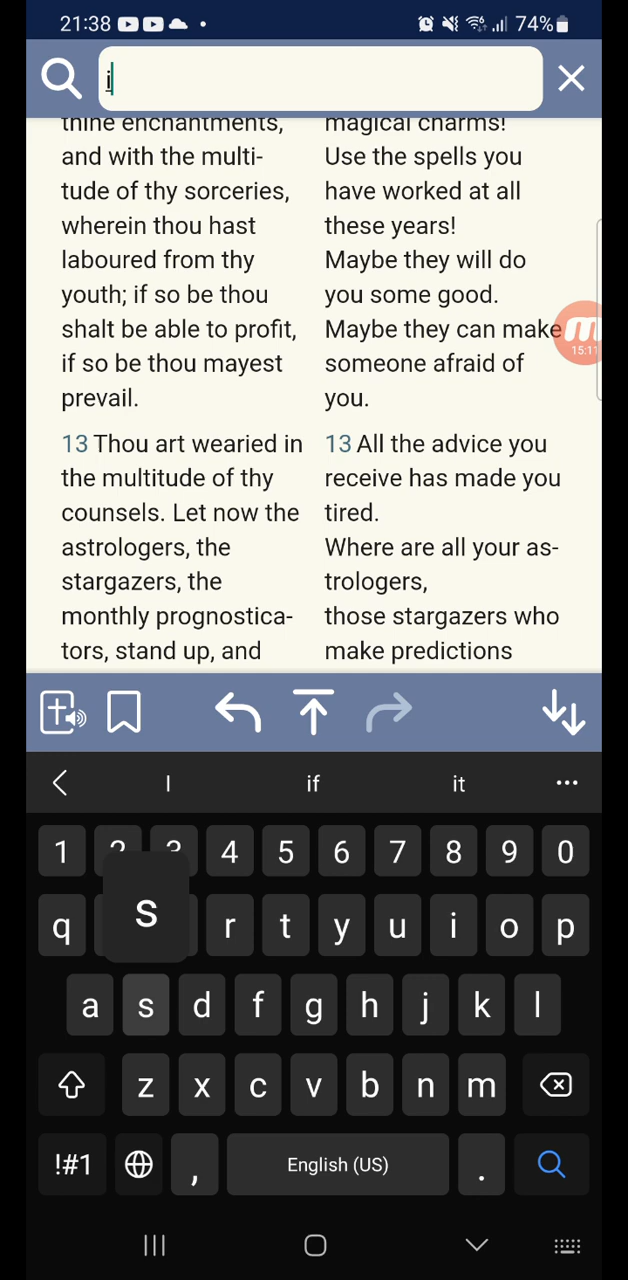 21:38
74%
i
thine enchantments,
and with the multi-
tude of thy sorceries,
wherein thou hast
laboured from thy
youth; if so be thou
shalt be able to profit,
if so be thou mayest
prevail.
13 Thou art wearied in
the multitude of thy
counsels. Let now the
astrologers, the
stargazers, the
monthly prognostica-
tors, stand up, and
magical charms!
Use the spells you
have worked at all
these years!
Maybe they will do
you some good.
Maybe they can make
someone afraid of
you.
13 All the advice you
receive has made you
tired.
Where are all your as-
trologers,
those stargazers who
make predictions
15:11
I if it
1 2 3 4 5 6 7 8 9 0
s
q r t y u i o p
a s d f g h j k l
z x c v b n m
!#1 , English (US) .